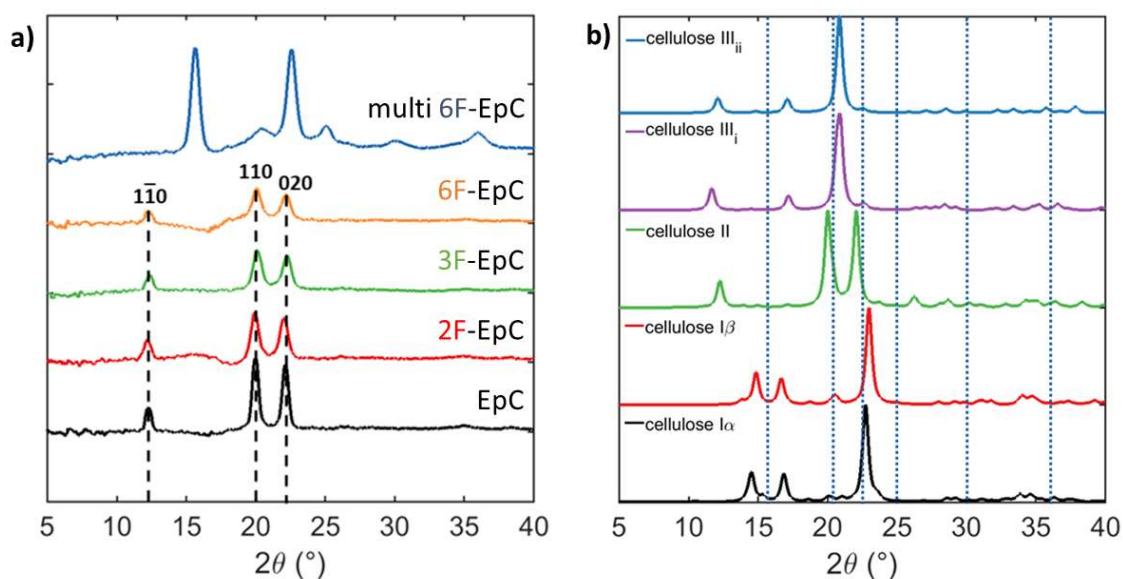 a)
multi 6F-EpC
6F-EpC
3F-EpC
2F-EpC
EpC
11̅0
110
020
5 10 15 20 25 30 35 40
2θ (°)
b)
cellulose IIIii
cellulose IIIi
cellulose II
cellulose Iβ
cellulose Iα
5 10 15 20 25 30 35 40
2θ (°)